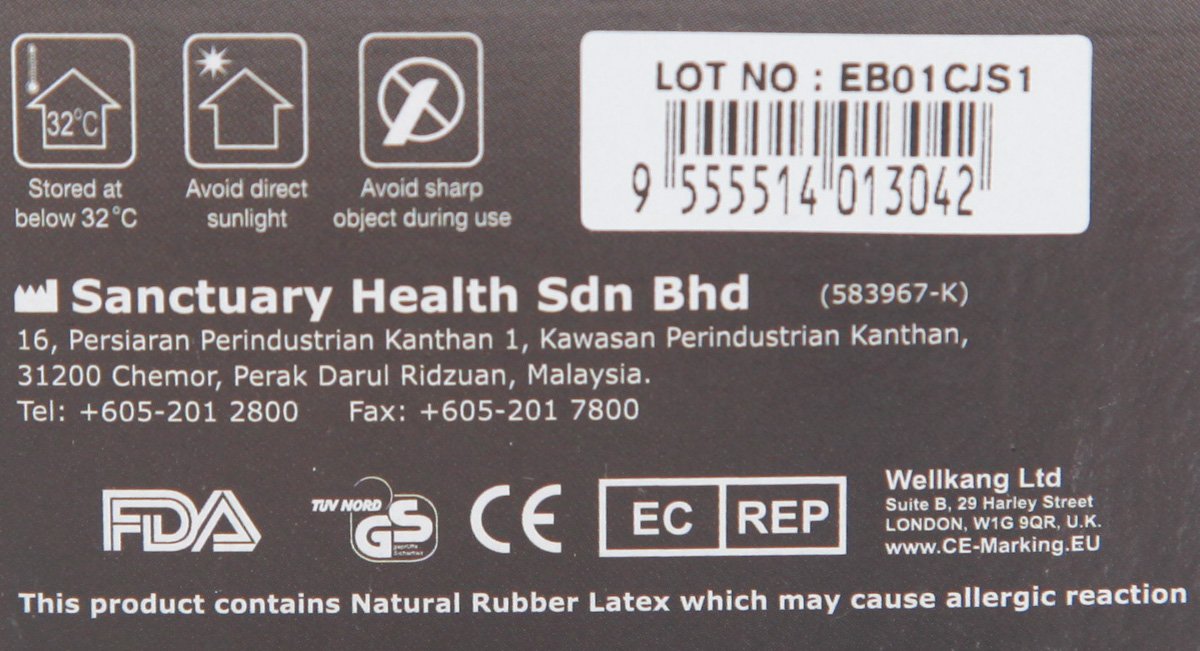 32°C
Stored at
below 32°C
Avoid direct
sunlight
Avoid sharp
object during use
LOT NO : EB01CJS1
9 555514 013042
Sanctuary Health Sdn Bhd (583967-K)
16, Persiaran Perindustrian Kanthan 1, Kawasan Perindustrian Kanthan,
31200 Chemor, Perak Darul Ridzuan, Malaysia.
Tel: +605-201 2800 Fax: +605-201 7800
FDA
TUV NORD
GS
geprüfte
Sicherheit
CE
EC REP
Wellkang Ltd
Suite B, 29 Harley Street
LONDON, W1G 9QR, U.K.
www.CE-Marking.EU
This product contains Natural Rubber Latex which may cause allergic reaction